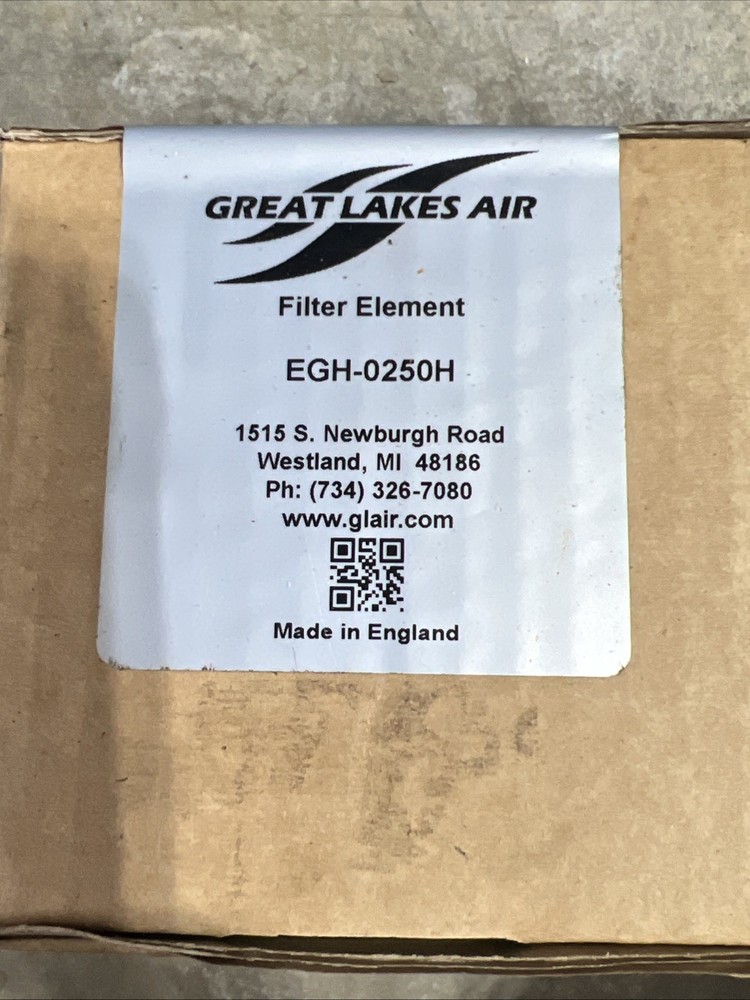 GREAT LAKES AIR
Filter Element
EGH-0250H
1515 S. Newburgh Road
Westland, MI 48186
Ph: (734) 326-7080
www.glair.com
Made in England